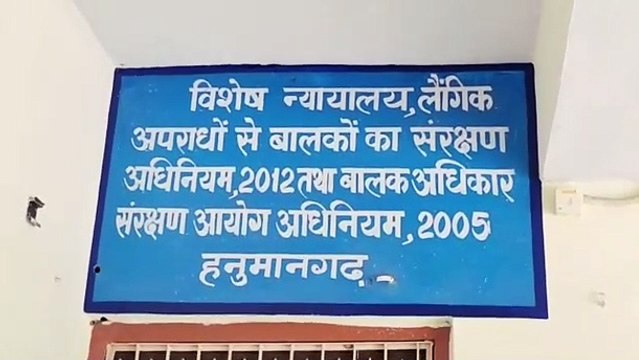 विशेष न्यायालय, लैंगिक
अपराधों से बालकों का संरक्षण
अधिनियम, 2012 तथा बालक अधिकार
संरक्षण आयोग अधिनियम, 2005
हनुमानगढ़